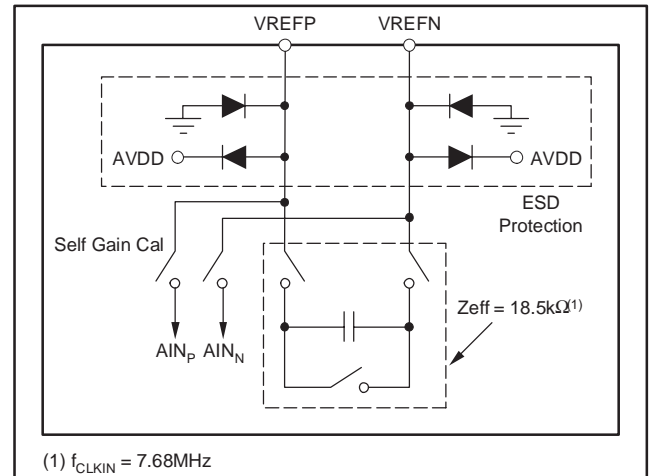 VREFP VREFN
AVDD
AVDD
ESD
Protection
Self Gain Cal
Zeff = 18.5kΩ(1)
AINP AINN
(1) fCLKIN = 7.68MHz